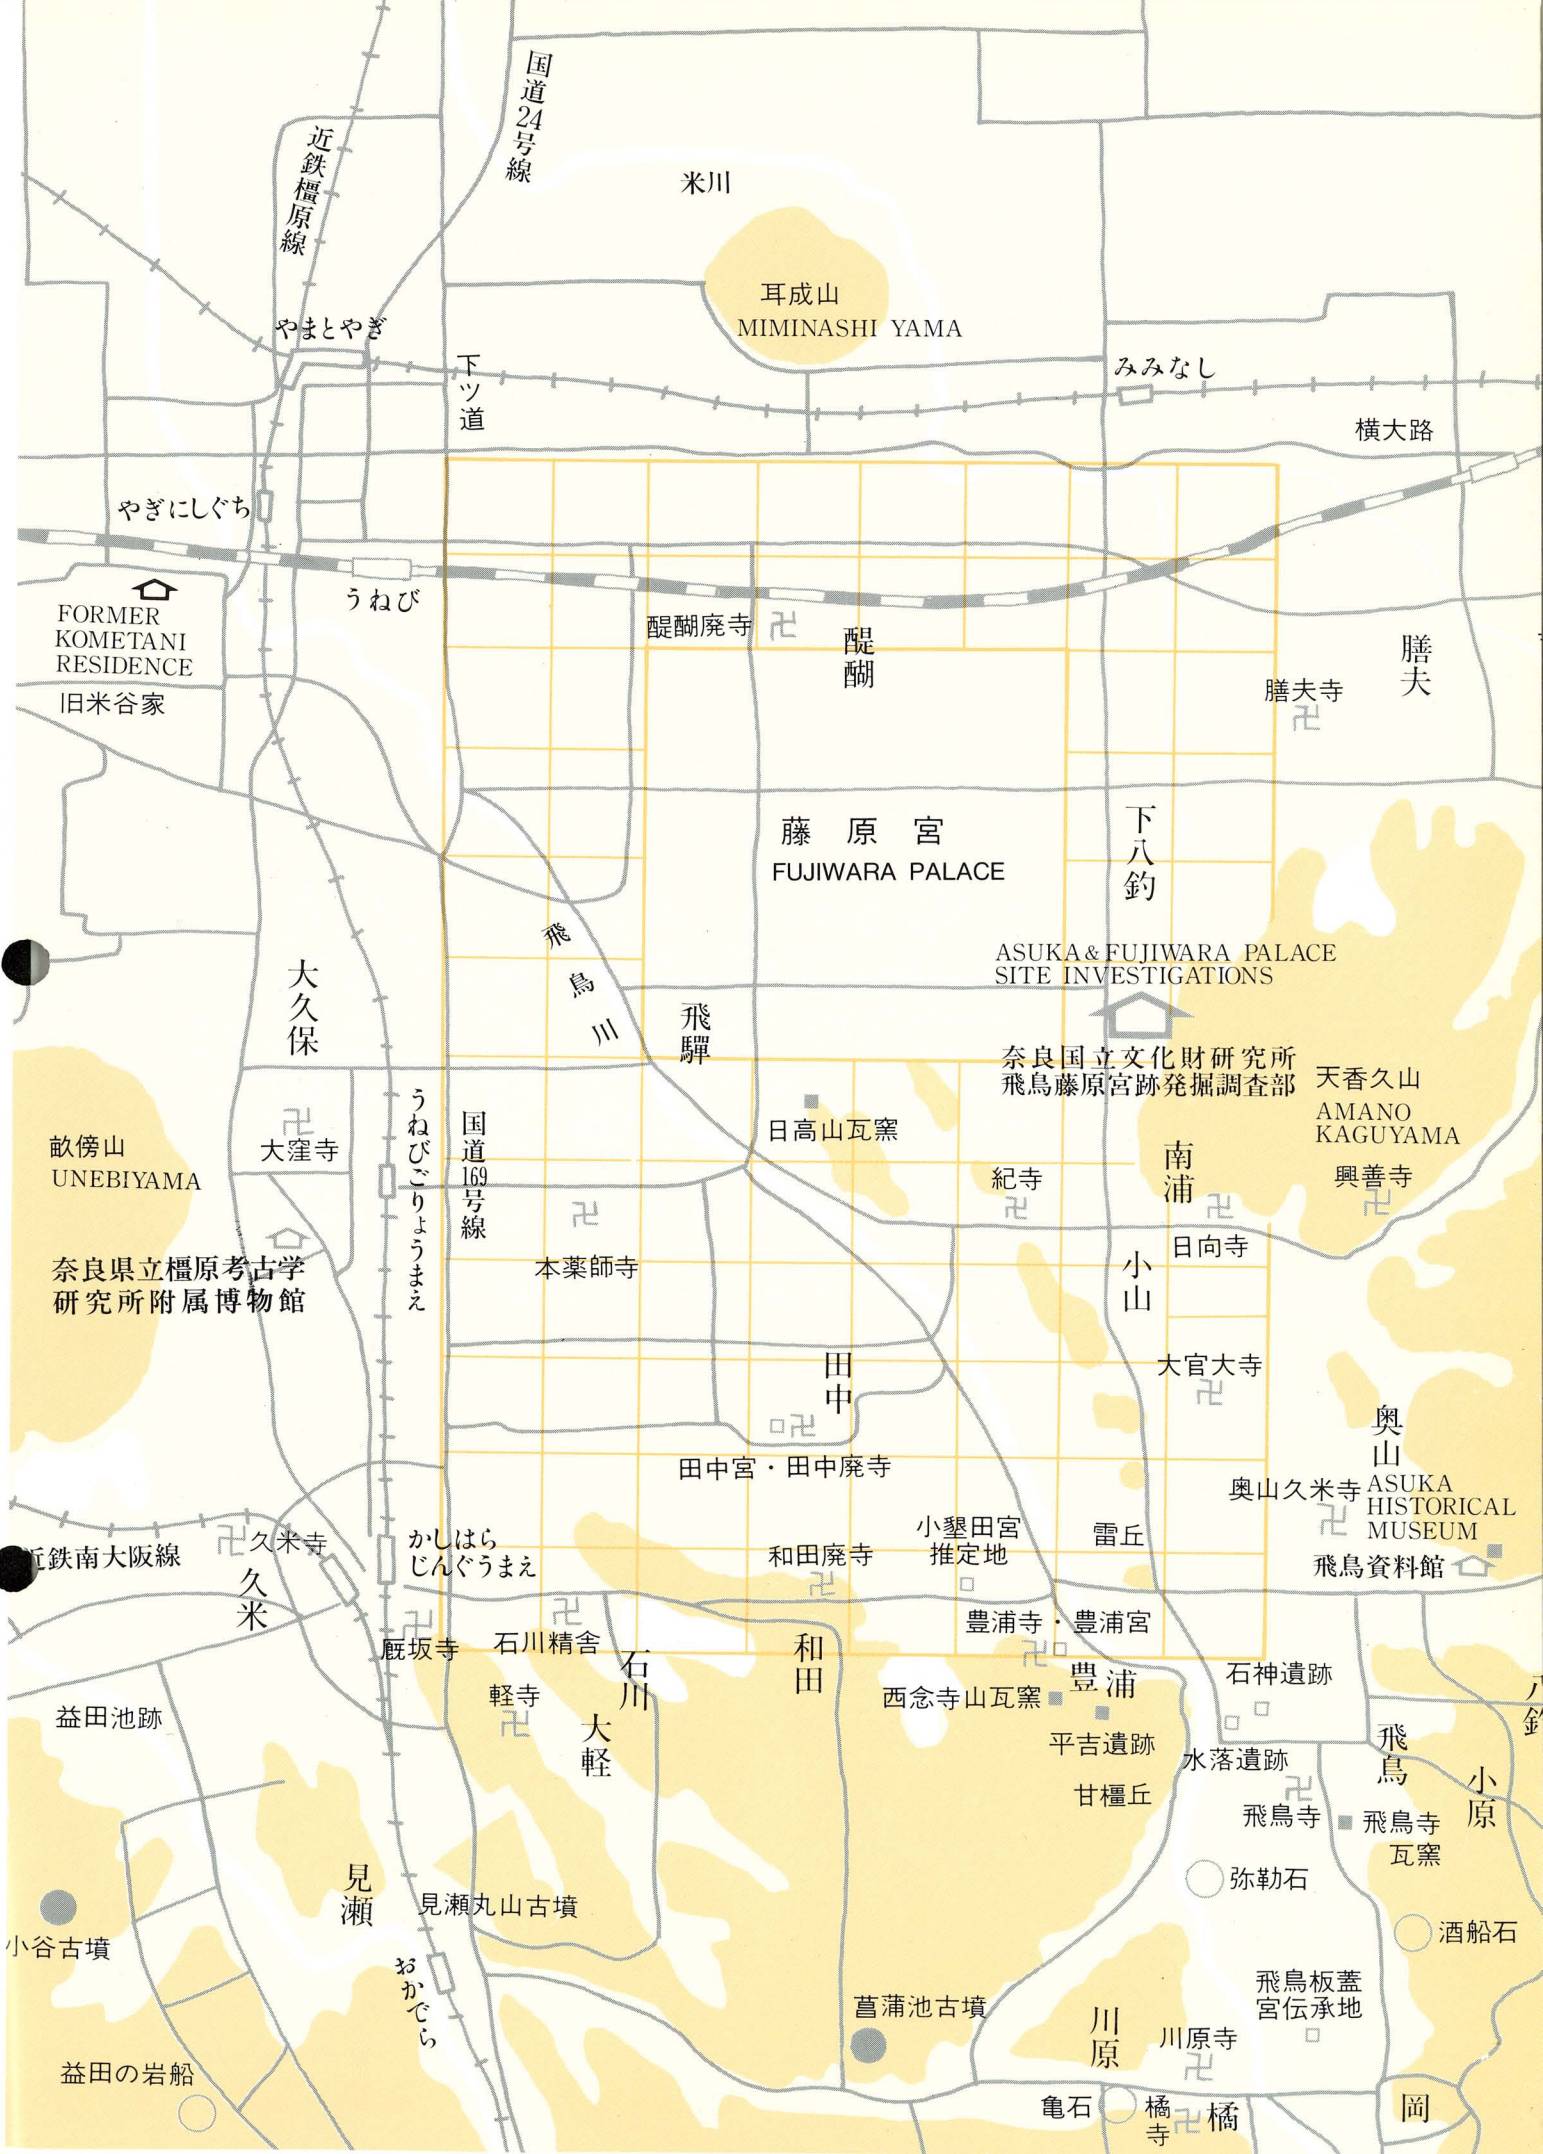 国道24号線
近鉄橿原線
米川
耳成山
MIMINASHI YAMA
やまとやぎ
下ツ道
みみなし
横大路
やぎにしぐち
うねび
FORMER
KOMETANI
RESIDENCE
旧米谷家
醍醐廃寺
醍醐
膳夫
膳夫寺
藤原宮
FUJIWARA PALACE
下八釣
飛鳥川
ASUKA & FUJIWARA PALACE
SITE INVESTIGATIONS
大久保
飛驒
奈良国立文化財研究所
飛鳥藤原宮跡発掘調査部
天香久山
AMANO
KAGUYAMA
うねびごりょうまえ
国道169号線
日高山瓦窯
畝傍山
UNEBIYAMA
大窪寺
紀寺
南浦
興善寺
日向寺
本薬師寺
奈良県立橿原考古学
研究所附属博物館
小山
田中
大官大寺
奥山
田中宮・田中廃寺
奥山久米寺
ASUKA
HISTORICAL
MUSEUM
飛鳥資料館
小墾田宮
推定地
雷丘
近鉄南大阪線
久米寺
かしはら
じんぐうまえ
和田廃寺
久米
厩坂寺
石川精舎
石川
和田
豊浦寺・豊浦宮
豊浦
石神遺跡
西念寺山瓦窯
軽寺
大軽
益田池跡
平吉遺跡
水落遺跡
飛鳥
八釣
小原
甘橿丘
飛鳥寺
飛鳥寺
瓦窯
弥勒石
見瀬
見瀬丸山古墳
酒船石
小谷古墳
おかでら
飛鳥板蓋
宮伝承地
菖蒲池古墳
川原
川原寺
益田の岩船
亀石
橘寺
橘
岡